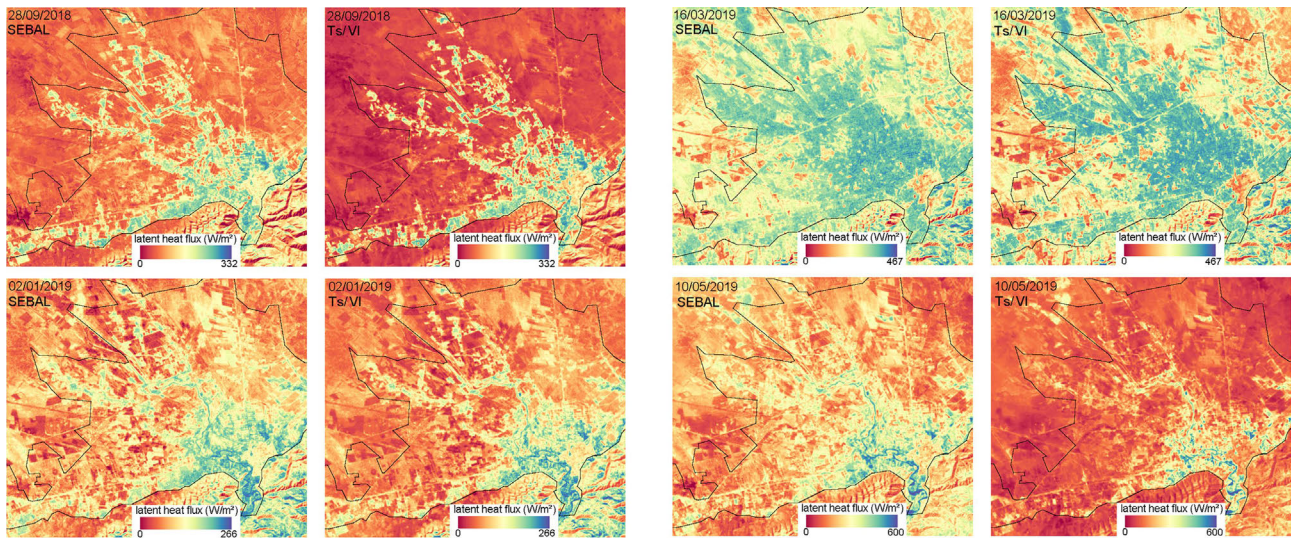 28/09/2018
SEBAL
latent heat flux (W/m²)
0 332
28/09/2018
Ts/VI
latent heat flux (W/m²)
0 332
16/03/2019
SEBAL
latent heat flux (W/m²)
0 467
16/03/2019
Ts/VI
latent heat flux (W/m²)
0 467
02/01/2019
SEBAL
latent heat flux (W/m²)
0 266
02/01/2019
Ts/VI
latent heat flux (W/m²)
0 266
10/05/2019
SEBAL
latent heat flux (W/m²)
0 600
10/05/2019
Ts/VI
latent heat flux (W/m²)
0 600